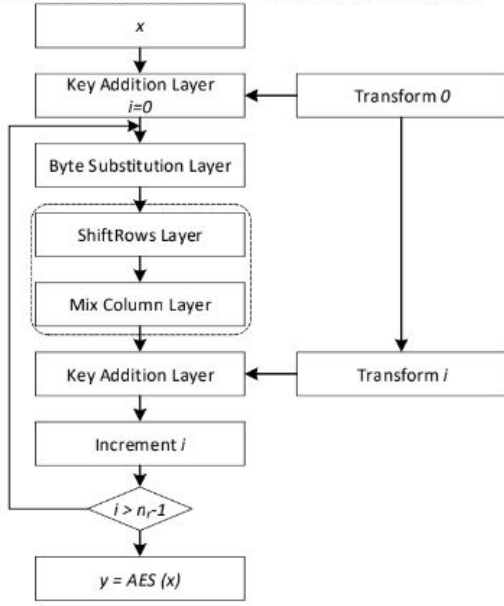 x
Key Addition Layer
i=0
Transform 0
Byte Substitution Layer
ShiftRows Layer
Mix Column Layer
Key Addition Layer
Transform i
Increment i
i > nᵣ-1
y = AES (x)